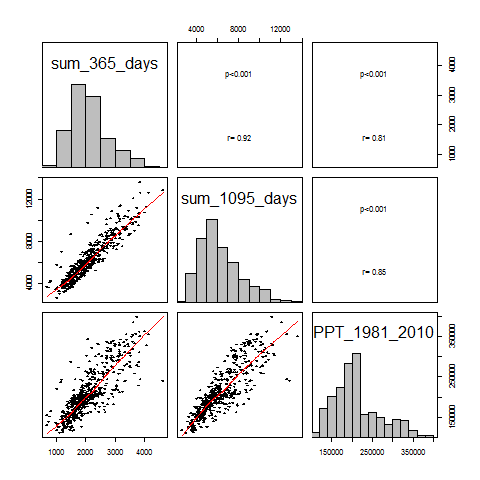 4000 8000 12000
sum_365_days
p<0.001
r= 0.92
p<0.001
r= 0.81
1000 2000 3000 4000
4000 8000 12000
sum_1095_days
p<0.001
r= 0.85
PPT_1981_2010
150000 250000 350000
1000 2000 3000 4000
150000 250000 350000